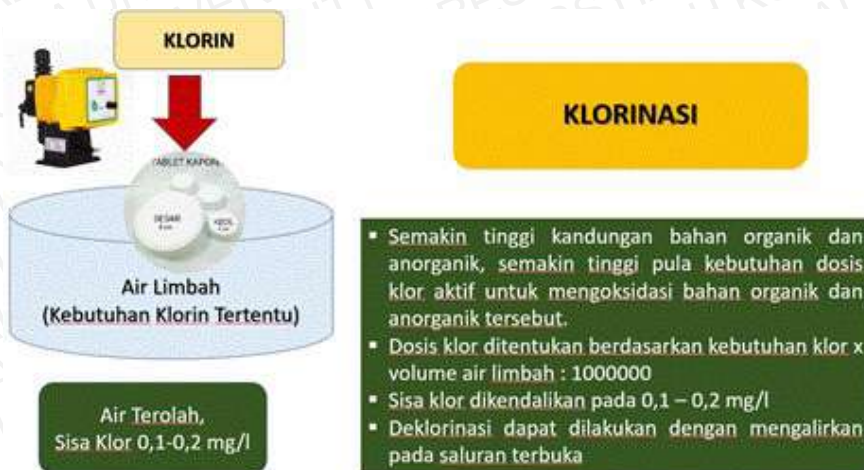 KLORIN
KLORINASI
TABLET KAPORIT
BESAR
KECIL
Air Limbah
(Kebutuhan Klorin Tertentu)
Air Terolah,
Sisa Klor 0,1-0,2 mg/l
▪ Semakin tinggi kandungan bahan organik dan
anorganik, semakin tinggi pula kebutuhan dosis
klor aktif untuk mengoksidasi bahan organik dan
anorganik tersebut.
▪ Dosis klor ditentukan berdasarkan kebutuhan klor x
volume air limbah : 1000000
▪ Sisa klor dikendalikan pada 0,1 – 0,2 mg/l
▪ Deklorinasi dapat dilakukan dengan mengalirkan
pada saluran terbuka